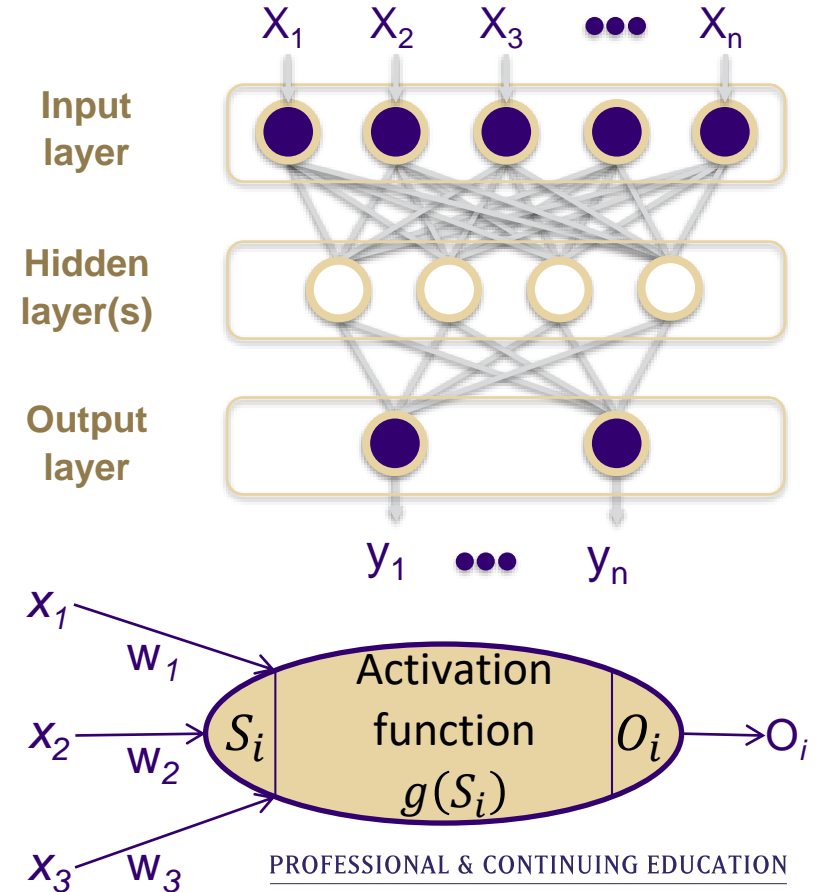 X₁ X₂ X₃ ●●● Xₙ
Input
layer
Hidden
layer(s)
Output
layer
y₁ ●●● yₙ
x₁
w₁
x₂
w₂
x₃
w₃
Sᵢ
Activation
function
g(Sᵢ)
Oᵢ
Oᵢ
PROFESSIONAL & CONTINUING EDUCATION